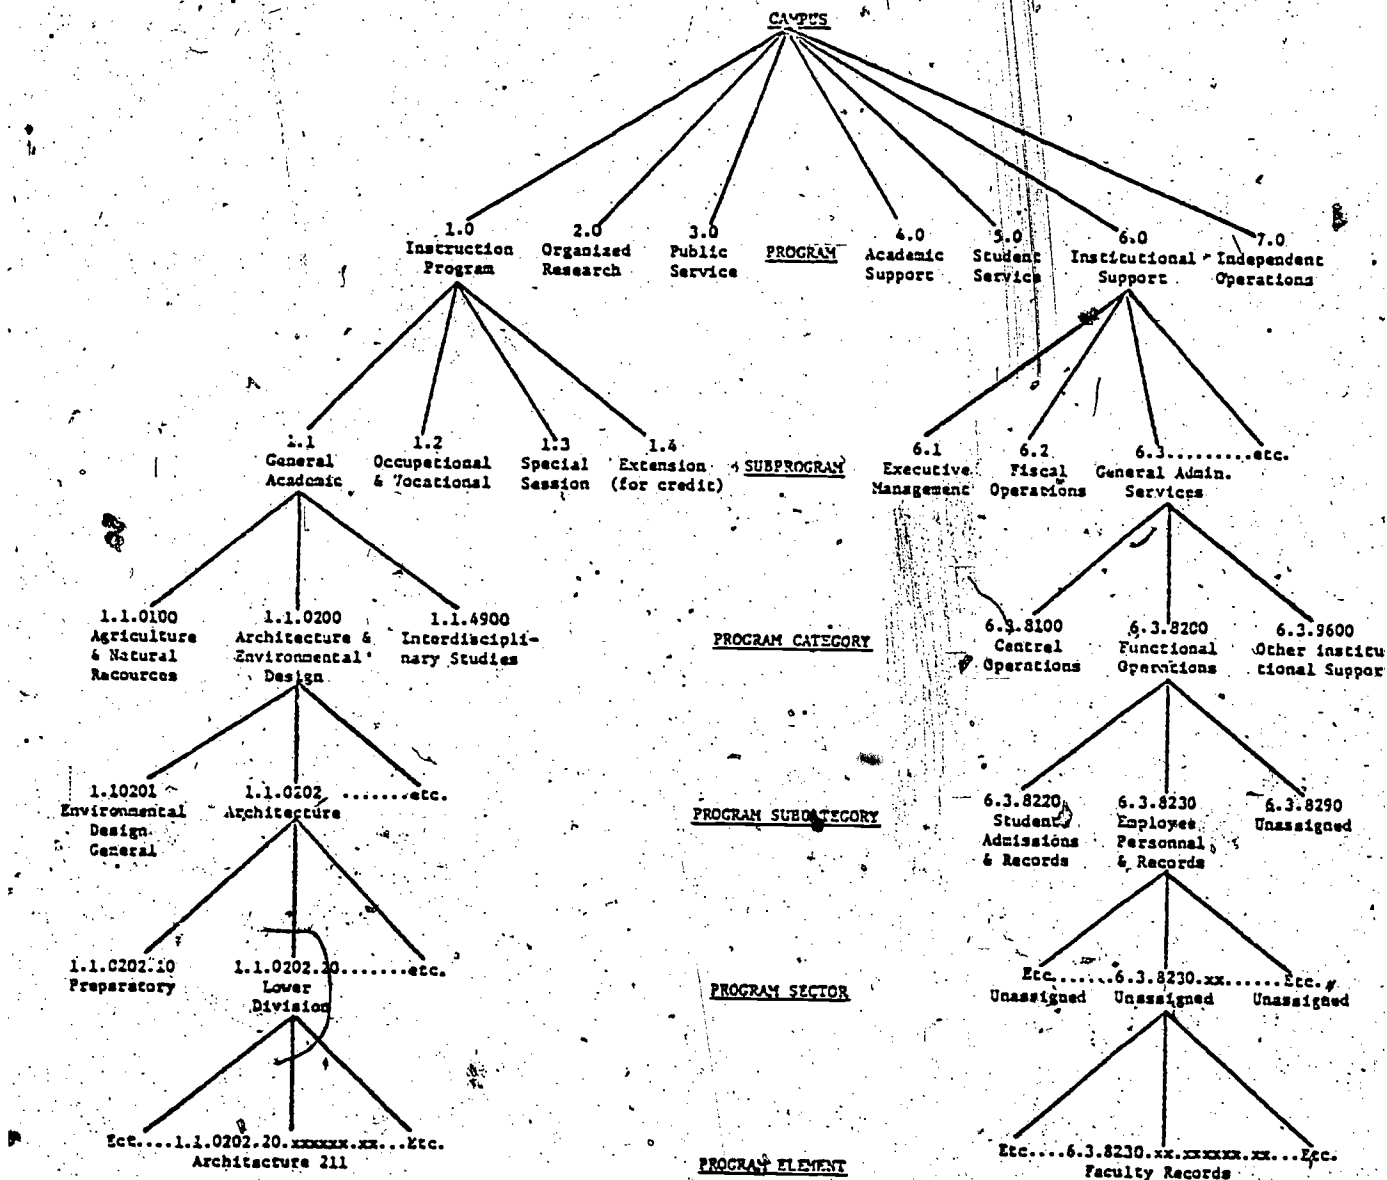 CAMPUS
1.0 2.0 3.0 4.0 5.0 6.0 7.0
Instruction Organized Public PROGRAM Academic Student Institutional Independent
Program Research Service Support Service Support Operations
1.1 1.2 1.3 1.4 6.1 6.2 6.3.........etc.
General Occupational Special Extension SUBPROGRAM Executive Fiscal General Admin.
Academic & Vocational Session (for credit) Management Operations Services
1.1.0100 1.1.0200 1.1.4900 6.3.8100 6.3.8200 6.3.9600
Agriculture Architecture & Interdiscipli- PROGRAM CATEGORY Central Functional Other institu
& Natural Environmental nary Studies Operations Operations tional Support
Racources Design
1.10201 1.1.0202 .......etc. 6.3.8220 6.3.8230 6.3.8290
Environmental Architecture PROGRAM SUBCATEGORY Student Employee Unassigned
Design Admissions Personnal
General & Records & Records
1.1.0202.10 1.1.0202.20.......etc. Etc.......6.3.8230.xx......Etc.
Preparatory Lower PROGRAM SECTOR Unassigned Unassigned Unassigned
Division
Ect....1.1.0202.20.xxxxxx.xx...Etc. Etc....6.3.8230.xx.xxxxxx.xx...Etc.
Architecture 211 PROGRAM ELEMENT Faculty Records